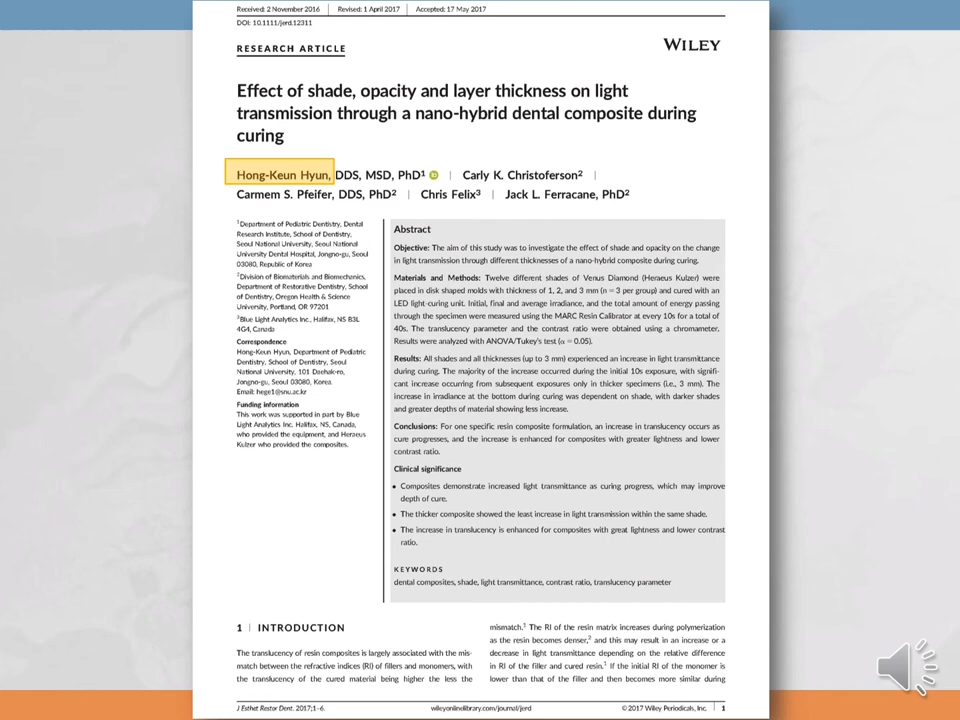 Received: 2 November 2016 | Revised: 1 April 2017 | Accepted: 17 May 2017
DOI: 10.1111/jerd.12311
RESEARCH ARTICLE
WILEY
Effect of shade, opacity and layer thickness on light
transmission through a nano-hybrid dental composite during
curing
Hong-Keun Hyun, DDS, MSD, PhD¹ | Carly K. Christoferson² |
Carmem S. Pfeifer, DDS, PhD² | Chris Felix³ | Jack L. Ferracane, PhD²
¹Department of Pediatric Dentistry, Dental
Research Institute, School of Dentistry,
Seoul National University, Seoul National
University Dental Hospital, Jongno-gu, Seoul
03080, Republic of Korea
²Division of Biomaterials and Biomechanics,
Department of Restorative Dentistry, School
of Dentistry, Oregon Health & Science
University, Portland, OR 97201
³Blue Light Analytics Inc., Halifax, NS B3L
4G4, Canada
Correspondence
Hong-Keun Hyun, Department of Pediatric
Dentistry, School of Dentistry, Seoul
National University, 101 Daehak-ro,
Jongno-gu, Seoul 03080, Korea.
Email: hege1@snu.ac.kr
Funding information
This work was supported in part by Blue
Light Analytics Inc. Halifax, NS, Canada,
who provided the equipment, and Heraeus
Kulzer who provided the composites.
Abstract
Objective: The aim of this study was to investigate the effect of shade and opacity on the change
in light transmission through different thicknesses of a nano-hybrid composite during curing.
Materials and Methods: Twelve different shades of Venus Diamond (Heraeus Kulzer) were
placed in disk shaped molds with thickness of 1, 2, and 3 mm (n = 3 per group) and cured with an
LED light-curing unit. Initial, final and average irradiance, and the total amount of energy passing
through the specimen were measured using the MARC Resin Calibrator at every 10s for a total of
40s. The translucency parameter and the contrast ratio were obtained using a chromameter.
Results were analyzed with ANOVA/Tukey's test (α = 0.05).
Results: All shades and all thicknesses (up to 3 mm) experienced an increase in light transmittance
during curing. The majority of the increase occurred during the initial 10s exposure, with signifi-
cant increase occurring from subsequent exposures only in thicker specimens (i.e., 3 mm). The
increase in irradiance at the bottom during curing was dependent on shade, with darker shades
and greater depths of material showing less increase.
Conclusions: For one specific resin composite formulation, an increase in translucency occurs as
cure progresses, and the increase is enhanced for composites with greater lightness and lower
contrast ratio.
Clinical significance
• Composites demonstrate increased light transmittance as curing progress, which may improve
depth of cure.
• The thicker composite showed the least increase in light transmission within the same shade.
• The increase in translucency is enhanced for composites with great lightness and lower contrast
ratio.
KEYWORDS
dental composites, shade, light transmittance, contrast ratio, translucency parameter
1 | INTRODUCTION
The translucency of resin composites is largely associated with the mis-
match between the refractive indices (RI) of fillers and monomers, with
the translucency of the cured material being higher the less the
mismatch.¹ The RI of the resin matrix increases during polymerization
as the resin becomes denser,² and this may result in an increase or a
decrease in light transmittance depending on the relative difference
in RI of the filler and cured resin.¹ If the initial RI of the monomer is
lower than that of the filler and then becomes more similar during
J Esthet Restor Dent. 2017;1–6.
wileyonlinelibrary.com/journal/jerd
© 2017 Wiley Periodicals, Inc. | 1